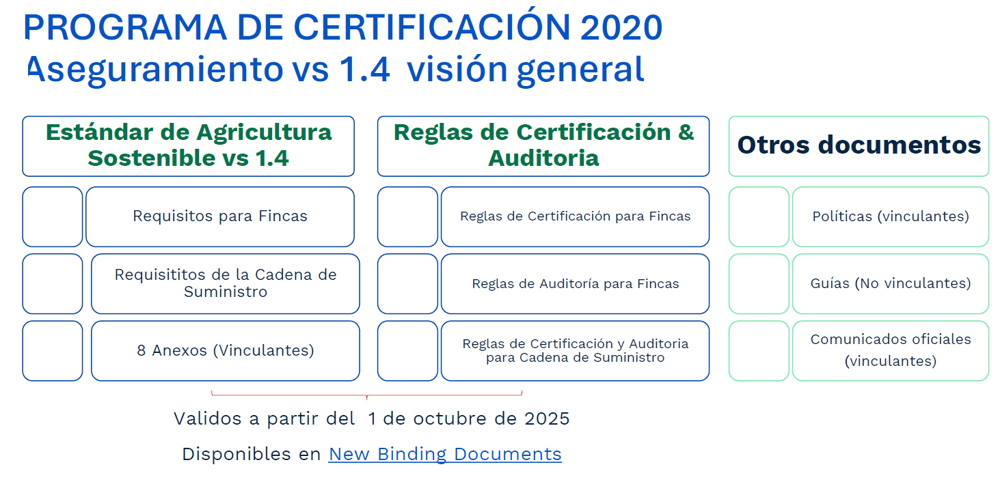 PROGRAMA DE CERTIFICACIÓN 2020
Aseguramiento vs 1.4 visión general
Estándar de Agricultura
Sostenible vs 1.4
Requisitos para Fincas
Requisititos de la Cadena de
Suministro
8 Anexos (Vinculantes)
Reglas de Certificación &
Auditoria
Reglas de Certificación para Fincas
Reglas de Auditoría para Fincas
Reglas de Certificación y Auditoria
para Cadena de Suministro
Otros documentos
Políticas (vinculantes)
Guías (No vinculantes)
Comunicados oficiales
(vinculantes)
Validos a partir del 1 de octubre de 2025
Disponibles en New Binding Documents